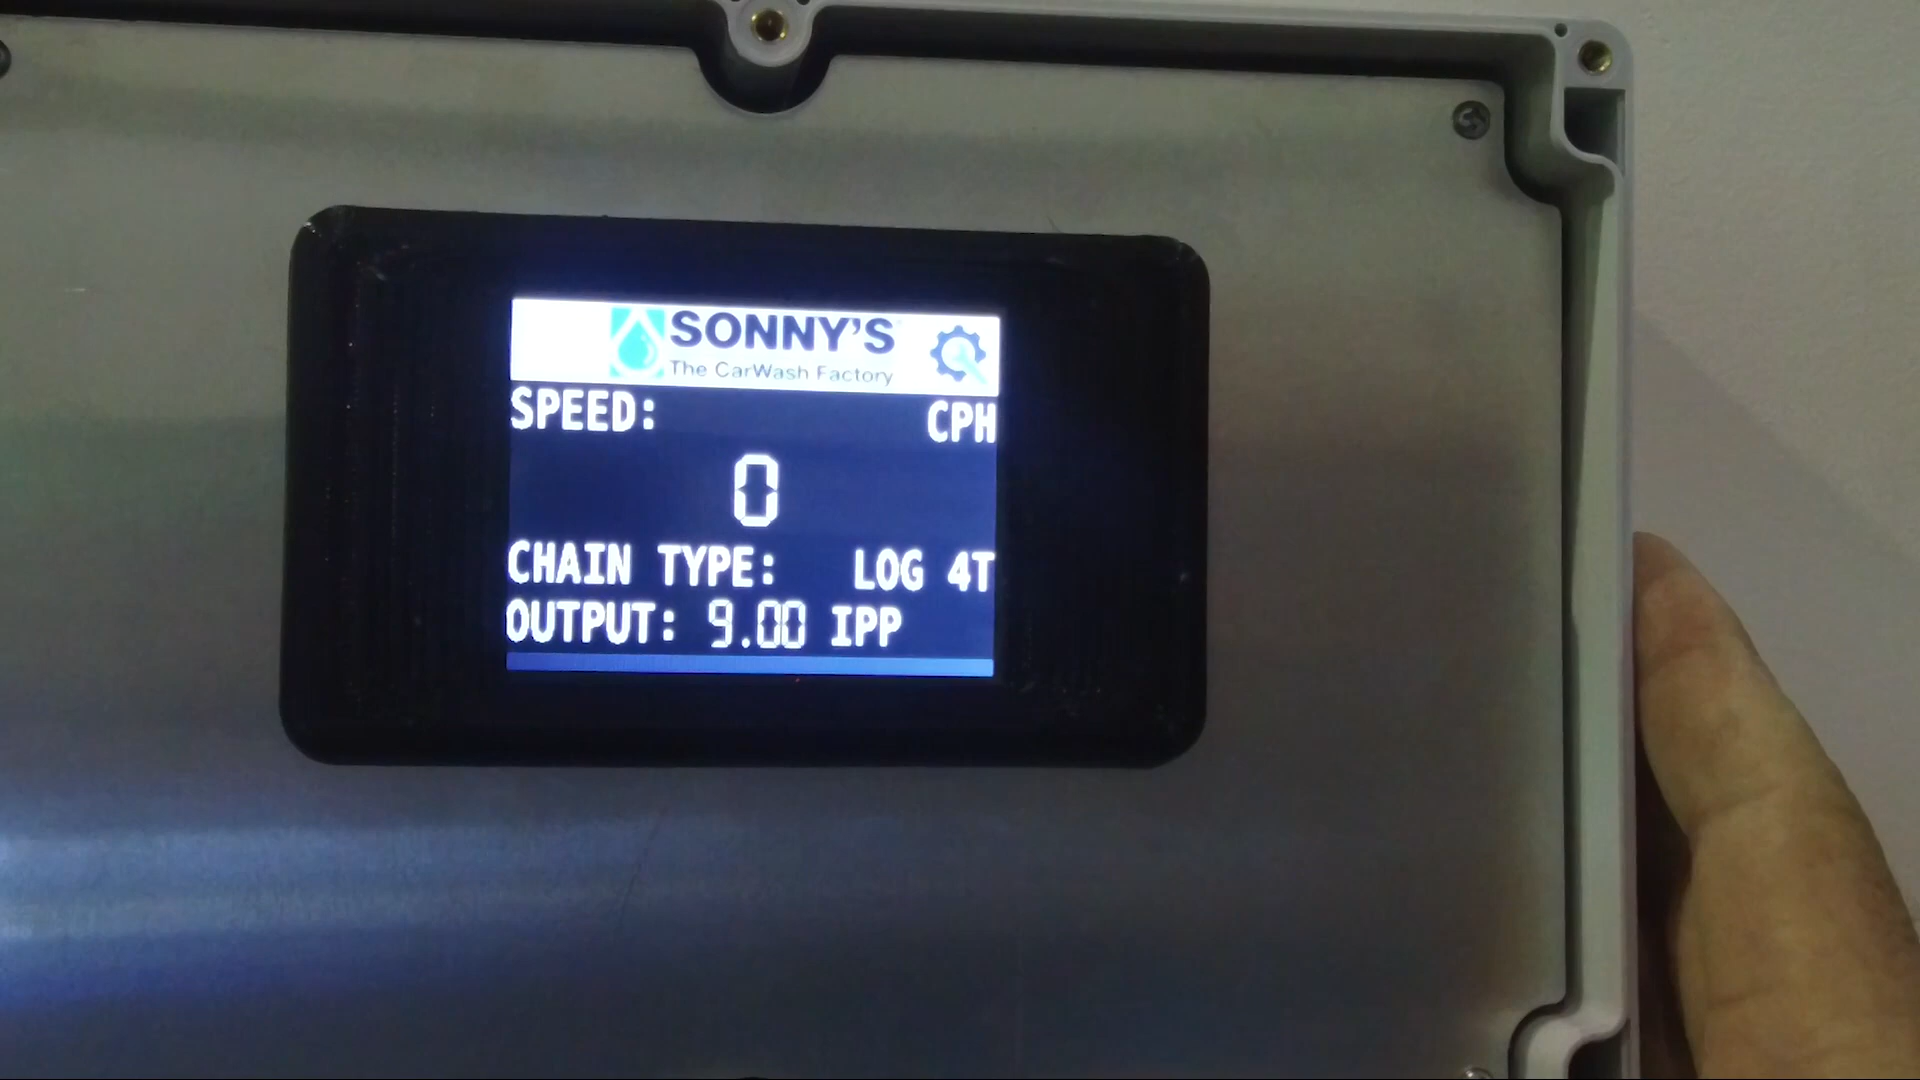 SONNY'S
The CarWash Factory
SPEED: CPH
0
CHAIN TYPE: LOG 4T
OUTPUT: 9.00 IPP